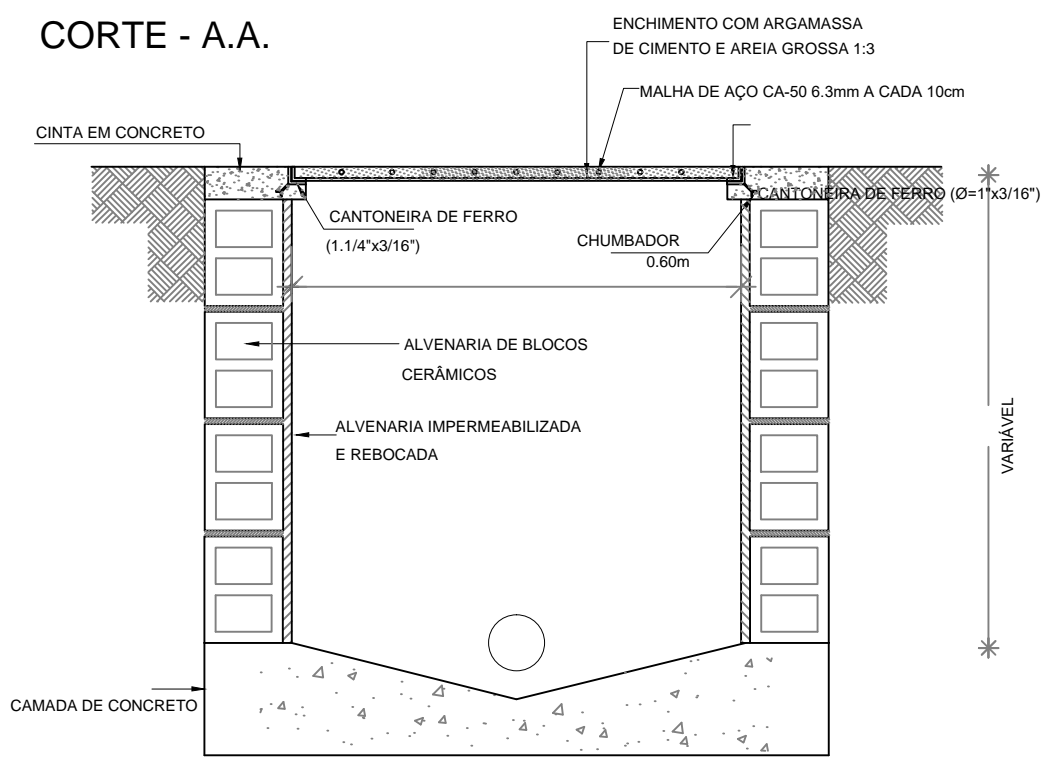 CORTE - A.A.
ENCHIMENTO COM ARGAMASSA
DE CIMENTO E AREIA GROSSA 1:3
MALHA DE AÇO CA-50 6.3mm A CADA 10cm
CINTA EM CONCRETO
CANTONEIRA DE FERRO (Ø=1"x3/16")
CANTONEIRA DE FERRO
(1.1/4"x3/16")
CHUMBADOR
0.60m
ALVENARIA DE BLOCOS
CERÂMICOS
ALVENARIA IMPERMEABILIZADA
E REBOCADA
VARIÁVEL
CAMADA DE CONCRETO